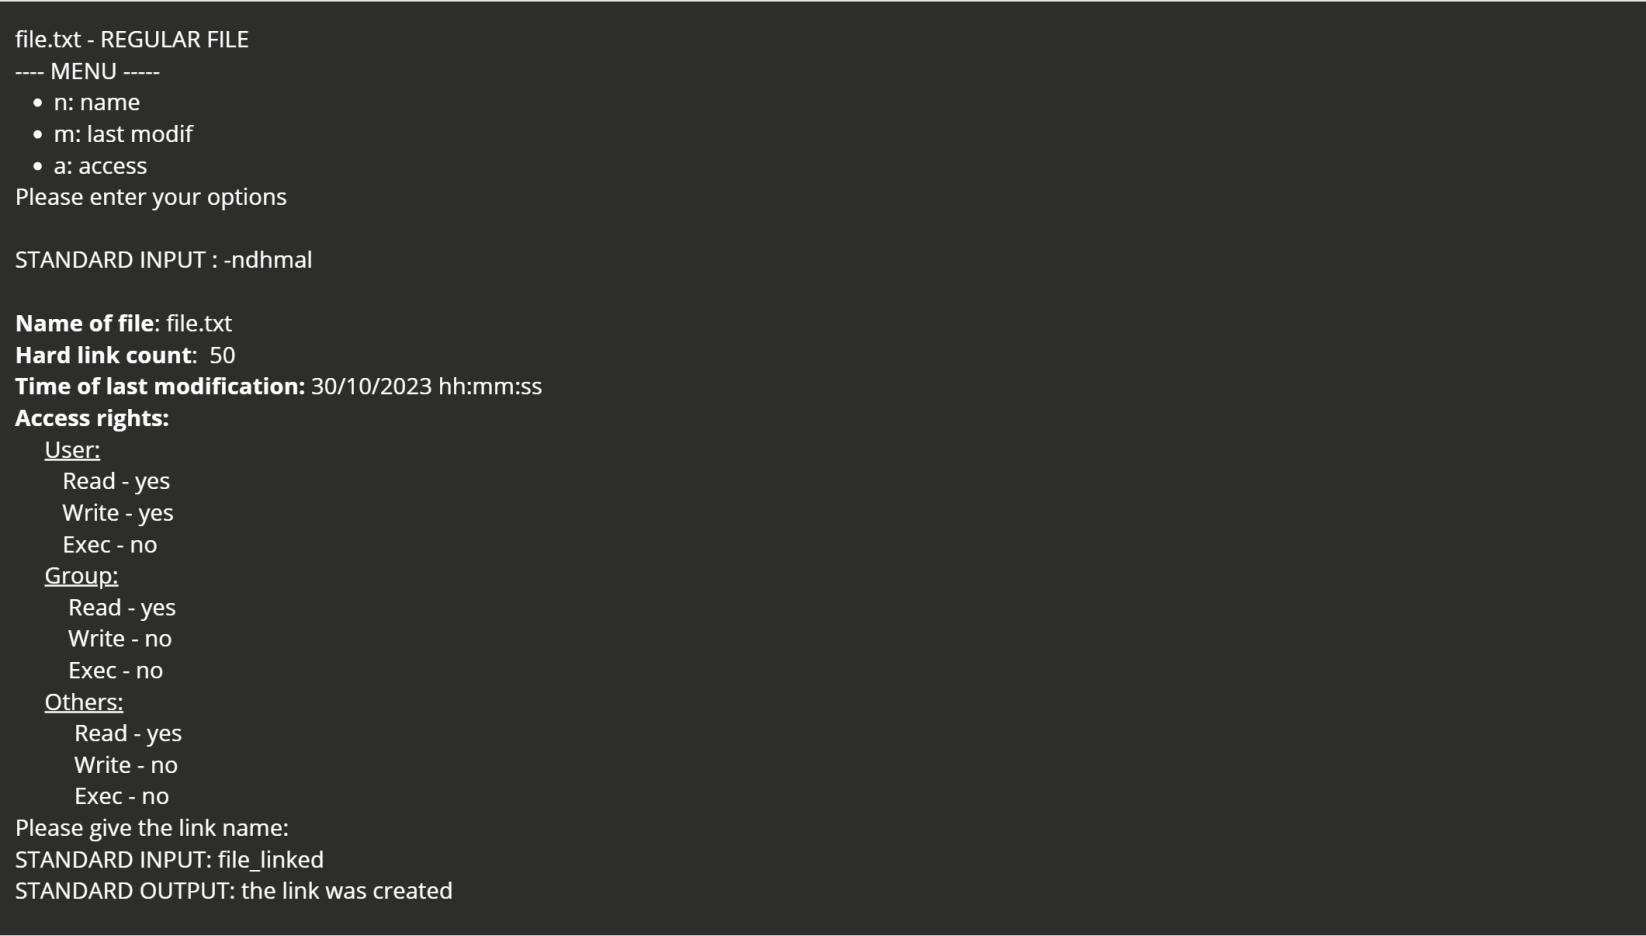 file.txt - REGULAR FILE
---- MENU -----
• n: name
• m: last modif
• a: access
Please enter your options
STANDARD INPUT : -ndhmal
Name of file: file.txt
Hard link count:  50
Time of last modification: 30/10/2023 hh:mm:ss
Access rights:
User:
Read - yes
Write - yes
Exec - no
Group:
Read - yes
Write - no
Exec - no
Others:
Read - yes
Write - no
Exec - no
Please give the link name:
STANDARD INPUT: file_linked
STANDARD OUTPUT: the link was created